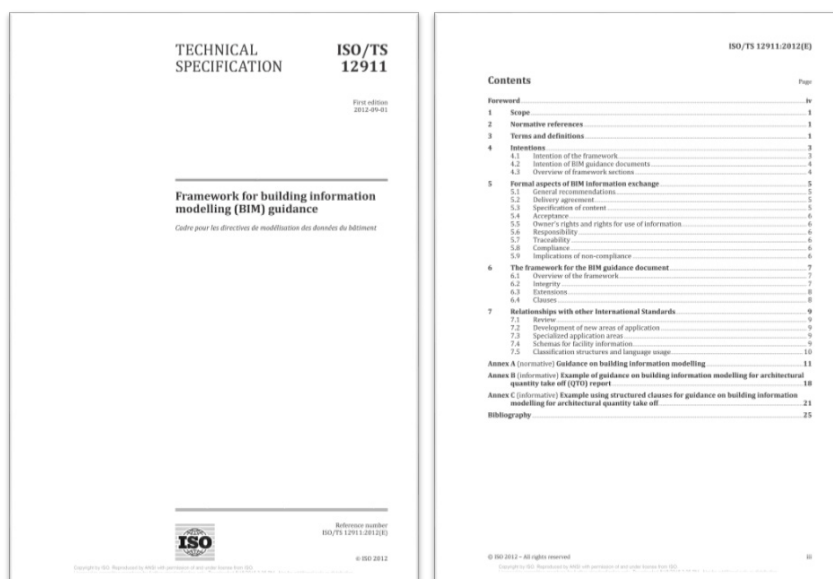 TECHNICAL SPECIFICATION
ISO/TS 12911
First edition
2012-09-01
Framework for building information
modelling (BIM) guidance
Cadre pour les directives de modélisation des données du bâtiment
ISO
Reference number
ISO/TS 12911:2012(E)
© ISO 2012
ISO/TS 12911:2012(E)
Contents Page
Foreword iv
1 Scope 1
2 Normative references 1
3 Terms and definitions 1
4 Intentions 3
4.1 Intention of the framework 3
4.2 Intention of BIM guidance documents 4
4.3 Overview of framework sections 4
5 Formal aspects of BIM information exchange 5
5.1 General recommendations 5
5.2 Delivery agreement 5
5.3 Specification of content 5
5.4 Acceptance 6
5.5 Owner's rights and rights for use of information 6
5.6 Responsibility 6
5.7 Traceability 6
5.8 Compliance 6
5.9 Implications of non-compliance 6
6 The framework for the BIM guidance document 7
6.1 Overview of the framework 7
6.2 Integrity 7
6.3 Extensions 8
6.4 Clauses 8
7 Relationships with other International Standards 9
7.1 Review 9
7.2 Development of new areas of application 9
7.3 Specialized application areas 9
7.4 Schemas for facility information 9
7.5 Classification structures and language usage 10
Annex A (normative) Guidance on building information modelling 11
Annex B (informative) Example of guidance on building information modelling for architectural
quantity take off (QTO) report 18
Annex C (informative) Example using structured clauses for guidance on building information
modelling for architectural quantity take off 21
Bibliography 25
© ISO 2012 – All rights reserved iii